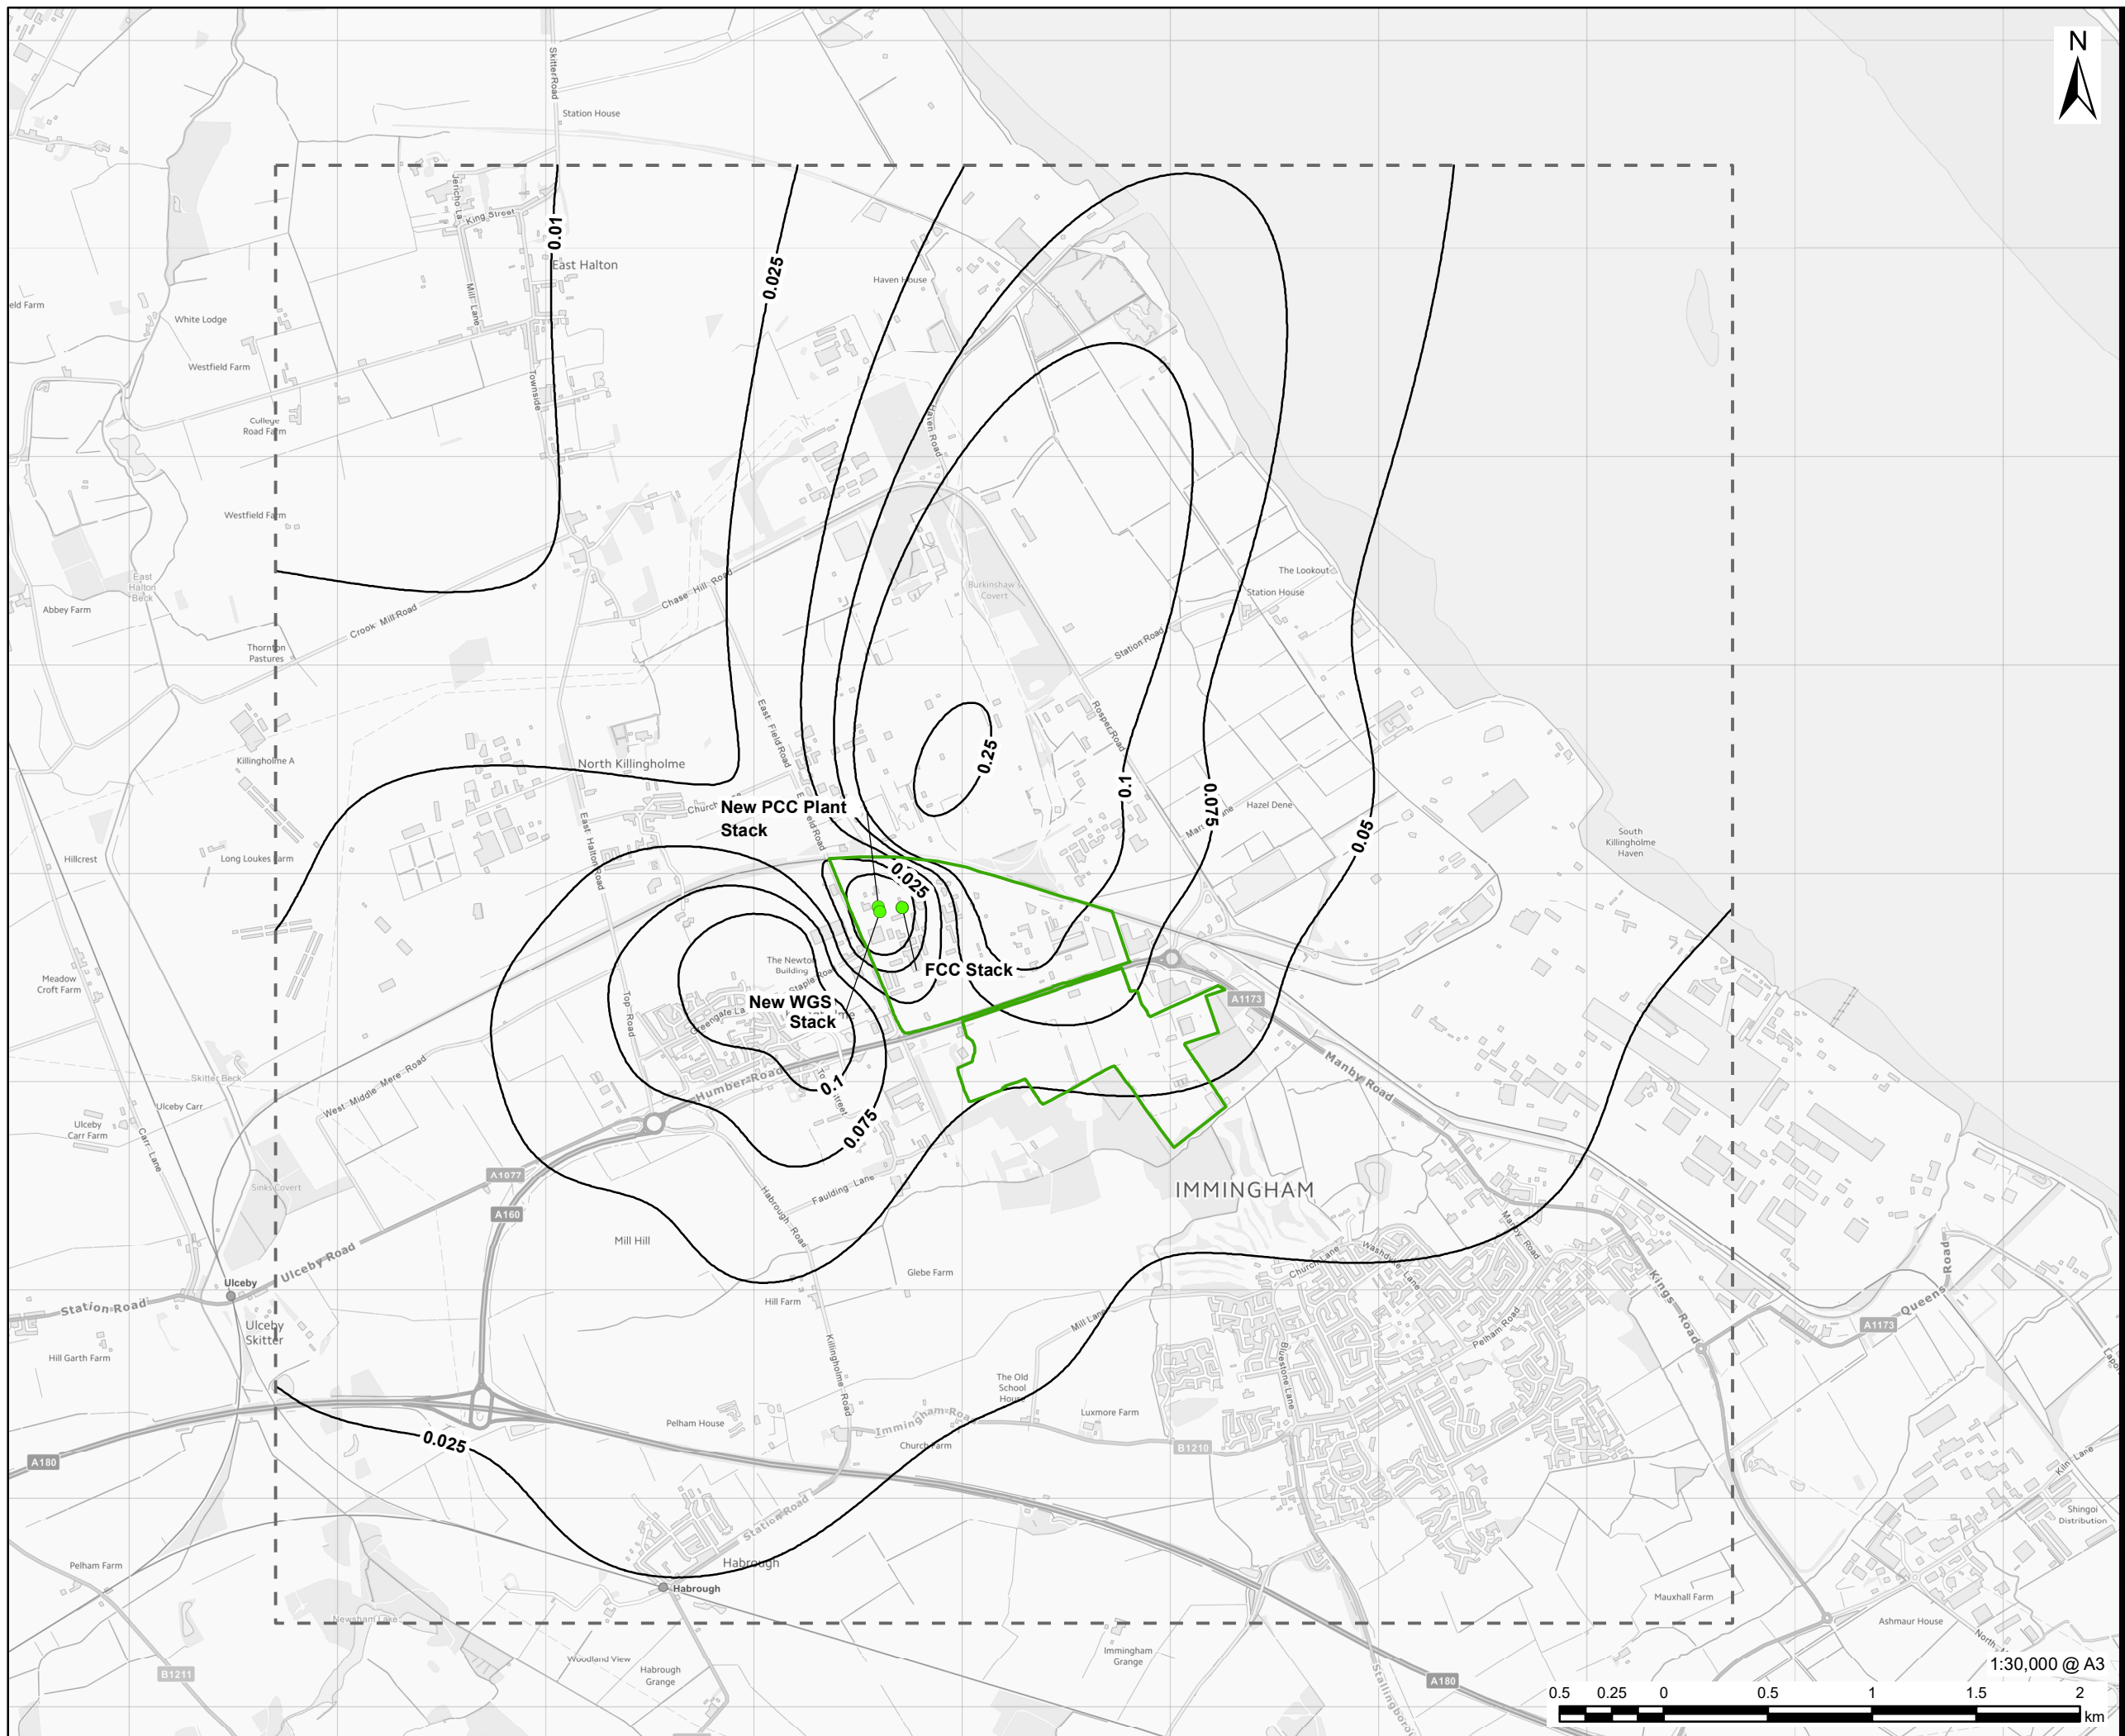 N
Skitter Road
Station House
Jericho La
King Street
0.01
East Halton
0.025
Haven House
Mill Lane
eld Farm
White Lodge
Westfield Farm
Townside
College
Road Farm
Haven Road
Westfield Farm
East
Halton
Beck
Abbey Farm
Chase Hill Road
Burkinshaw's
Covert
The Lookout
Station House
Crook Mill Road
Thornton
Pastures
Station Road
East Field Road
Rosper Road
Killingholme A
North Killingholme
0.25
0.1
0.075
Hazel Dene
0.05
New PCC Plant
Stack
East Halton Road
Hillcrest
Long Loukes Farm
South
Killingholme
Haven
0.025
The Newton
Building
Staple Road
FCC Stack
Meadow
Croft Farm
New WGS
Stack
Top Road
A1173
Manby Road
Skitter Beck
West Middle Mere Road
Humber Road
0.1
0.075
Ulceby Carr
Ulceby
Carr Farm
Carr Lane
A1077
Sinks Covert
Faulding Lane
IMMINGHAM
A160
Habrough Road
Mill Hill
Manby Road
Ulceby Road
Glebe Farm
Church Lane
Washdyke Lane
Queens Road
Kings Road
Ulceby
Station Road
Hill Farm
Mill Lane
Pelham Road
A1173
Ulceby
Skitter
Killingholme Road
Bluestone Lane
Hill Garth Farm
The Old
School
House
Pelham House
Immingham Road
Luxmore Farm
0.025
Church Farm
B1210
A180
Kiln Lane
Station Road
Shingoi
Distribution
Pelham Farm
Habrough
Habrough
Mauxhall Farm
Newsham Lake
Ashmaur House
Woodland View
Habrough
Grange
Immingham
Grange
B1211
A180
1:30,000 @ A3
0.5 0.25 0 0.5 1 1.5 2
km